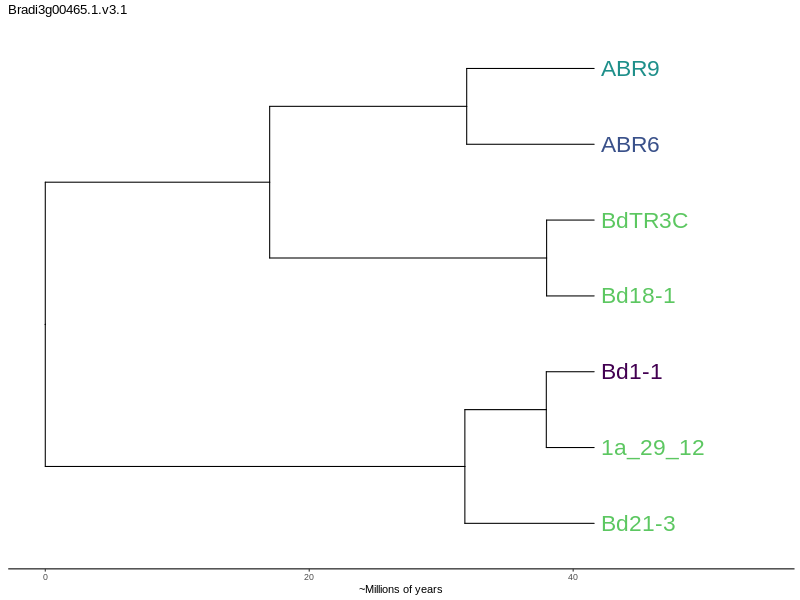 Bradi3g00465.1.v3.1
ABR9
ABR6
BdTR3C
Bd18-1
Bd1-1
1a_29_12
Bd21-3
0 20 40
~Millions of years